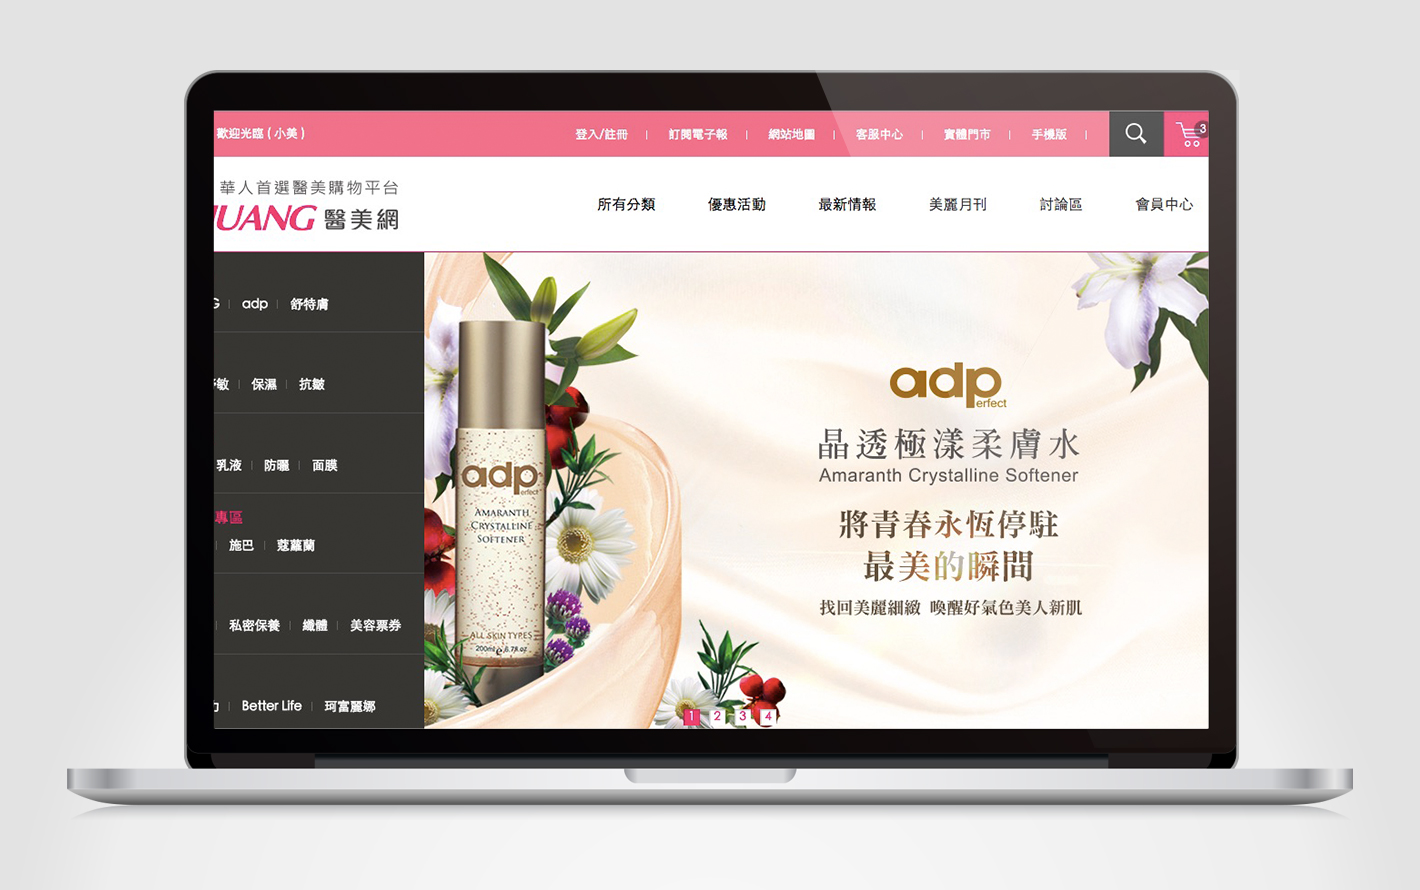 歡迎光臨 ( 小美 )
登入/註冊 | 訂閱電子報 | 網站地圖 | 客服中心 | 實體門市 | 手機版 |
3
華人首選醫美購物平台
UANG 醫美網
所有分類 優惠活動 最新情報 美麗月刊 討論區 會員中心
G | adp | 舒特膚
敏 | 保濕 | 抗皺
乳液 | 防曬 | 面膜
專區
| 施巴 | 蔻蘿蘭
| 私密保養 | 纖體 | 美容票券
| Better Life | 珂富麗娜
adp
erfect
AMARANTH
CRYSTALLINE
SOFTENER
ALL SKIN TYPES
200ml e 6.76 oz
adp
erfect
晶透極漾柔膚水
Amaranth Crystalline Softener
將青春永恆停駐
最美的瞬間
找回美麗細緻 喚醒好氣色美人新肌
1 2 3 4